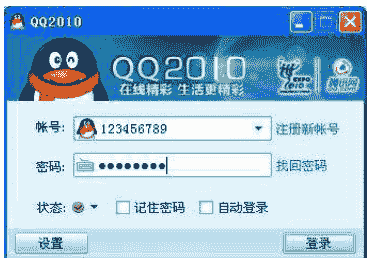 QQ2010
QQ2010
在线精彩 生活更精彩
EXPO
帐号: 123456789 注册新帐号
密码: ●●●●●●●● 找回密码
状态: 记住密码 自动登录
设置 登录